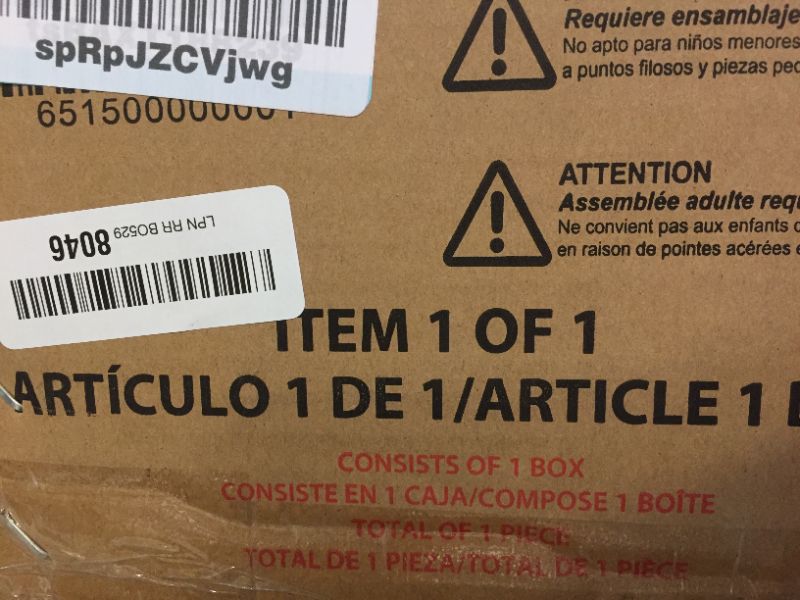 spRpJZCVjwg
651500000001
Requiere ensamblaje
No apto para niños menores
a puntos filosos y piezas
ATTENTION
Assemblée adulte
Ne convient pas aux enfants
en raison de pointes acérées
LPN RR BO529 8046
ITEM 1 OF 1
ARTÍCULO 1 DE 1/ARTICLE 1
CONSISTS OF 1 BOX
CONSISTE EN 1 CAJA/COMPOSE 1 BOÎTE
TOTAL OF 1 PIECE
TOTAL DE 1 PIEZA/TOTAL DE 1 PIÈCE